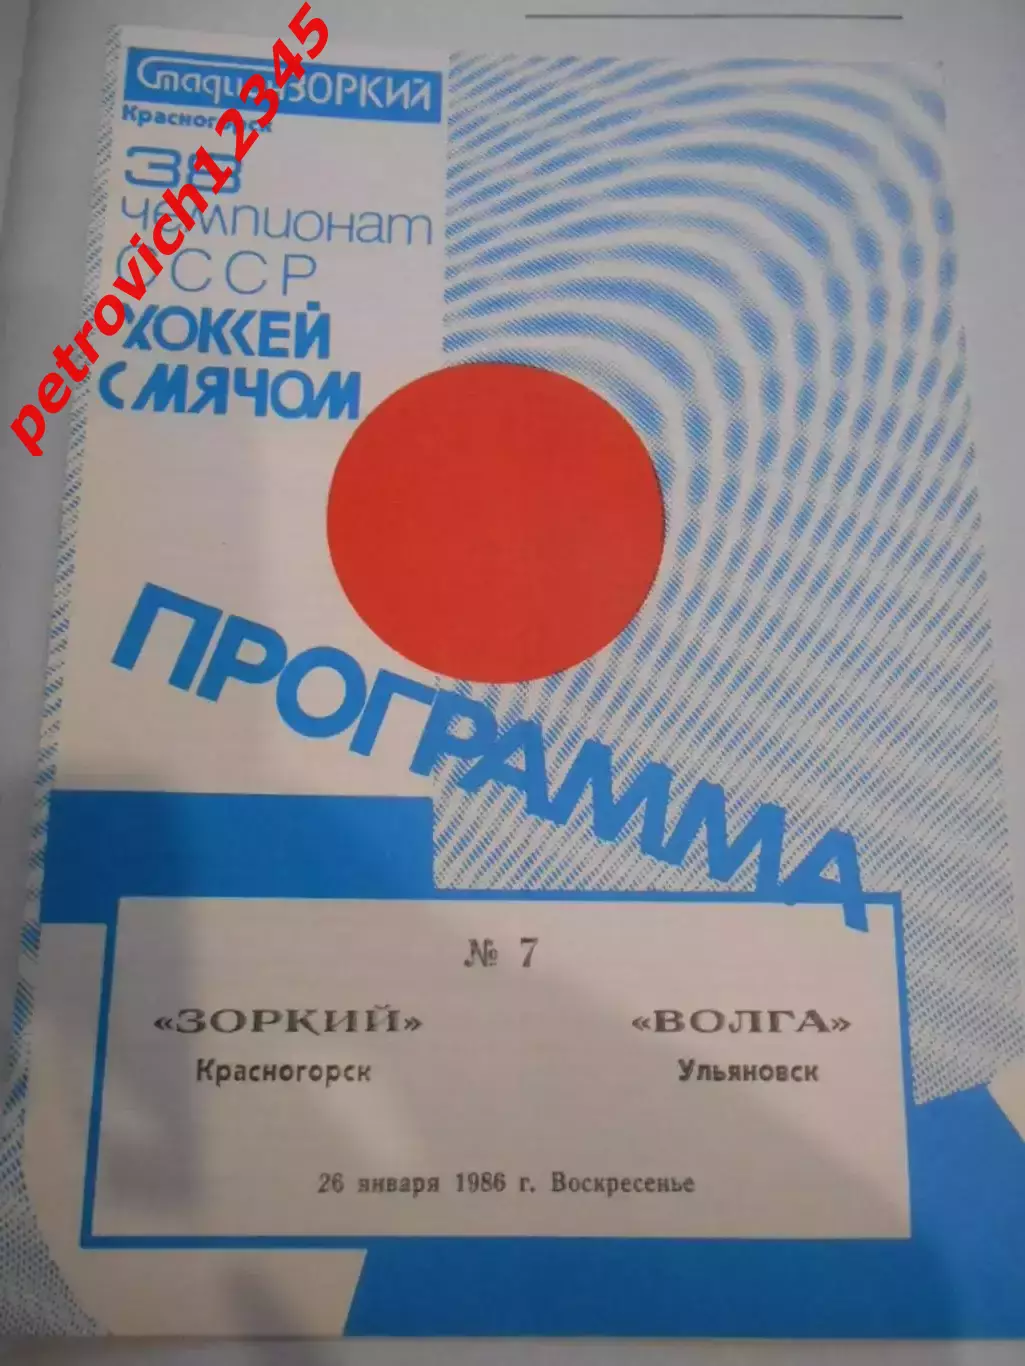 Стадион ЗОРКИЙ
Красногорск
38
чемпионат
СССР
ХОККЕЙ
С МЯЧОМ
ПРОГРАММА
№ 7
«ЗОРКИЙ» «ВОЛГА»
Красногорск Ульяновск
26 января 1986 г. Воскресенье
petrovich12345